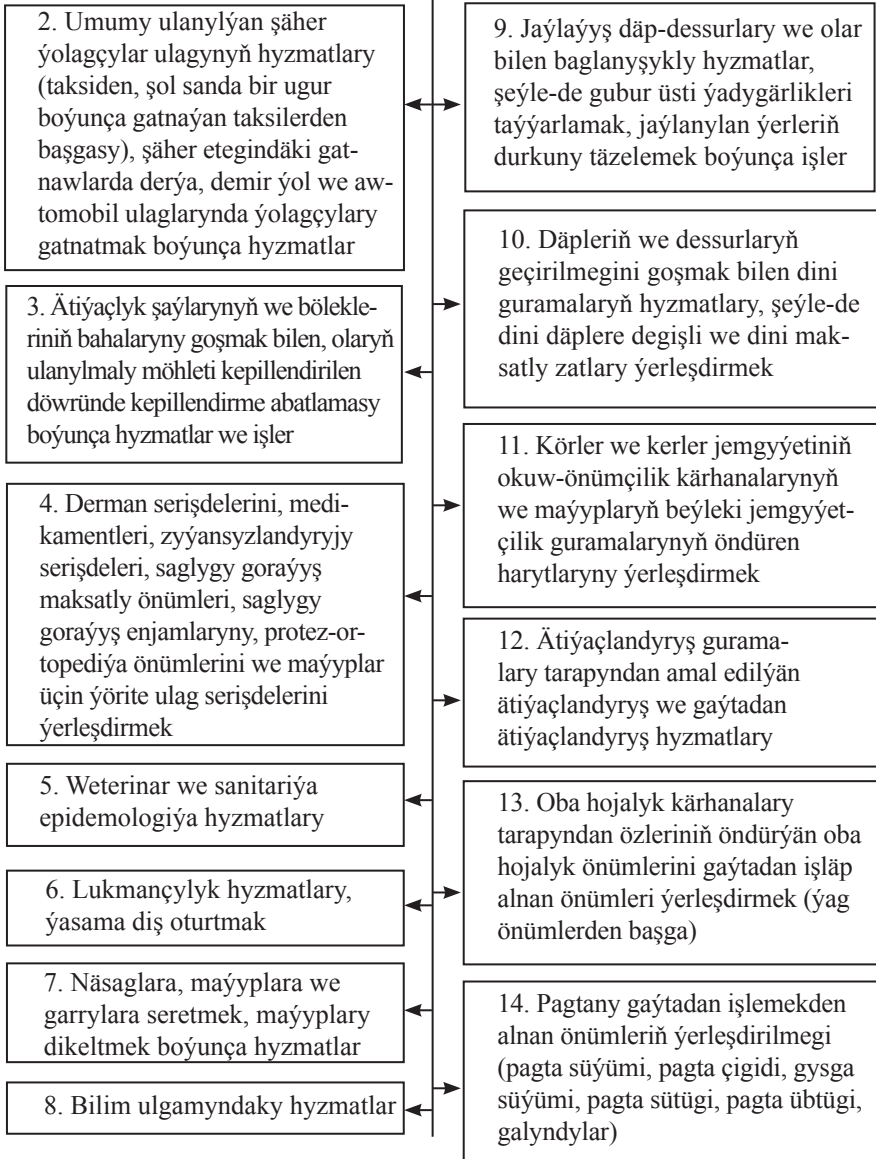 2. Umumy ulanylýan şäher
ýolagçylar ulagynyň hyzmatlary
(taksiden, şol sanda bir ugur
boýunça gatnaýan taksilerden
başgasy), şäher etegindäki gat-
nawlarda derýa, demir ýol we aw-
tomobil ulaglarynda ýolagçylary
gatnatmak boýunça hyzmatlar
3. Ätiýaçlyk şaýlarynyň we bölekle-
riniň bahalaryny goşmak bilen, olaryň
ulanylmaly möhleti kepillendirilen
döwründe kepillendirme abatlamasy
boýunça hyzmatlar we işler
4. Derman serişdelerini, medi-
kamentleri, zyýansyzlandyryjy
serişdeleri, saglygy goraýyş
maksatly önümleri, saglygy
goraýyş enjamlaryny, protez-or-
topediýa önümlerini we maýyplar
üçin ýörite ulag serişdelerini
ýerleşdirmek
5. Weterinar we sanitariýa
epidemologiýa hyzmatlary
6. Lukmançylyk hyzmatlary,
ýasama diş oturtmak
7. Näsaglara, maýyplara we
garrylara seretmek, maýyplary
dikeltmek boýunça hyzmatlar
8. Bilim ulgamyndaky hyzmatlar
9. Jaýlaýyş däp-dessurlary we olar
bilen baglanyşykly hyzmatlar,
şeýle-de gubur üsti ýadygärlikleri
taýýarlamak, jaýlanylan ýerleriň
durkuny täzelemek boýunça işler
10. Däpleriň we dessurlaryň
geçirilmegini goşmak bilen dini
guramalaryň hyzmatlary, şeýle-de
dini däplere degişli we dini mak-
satly zatlary ýerleşdirmek
11. Körler we kerler jemgyýetiniň
okuw-önümçilik kärhanalarynyň
we maýyplaryň beýleki jemgyýet-
çilik guramalarynyň öndüren
harytlaryny ýerleşdirmek
12. Ätiýaçlandyryş gurama-
lary tarapyndan amal edilýän
ätiýaçlandyryş we gaýtadan
ätiýaçlandyryş hyzmatlary
13. Oba hojalyk kärhanalary
tarapyndan özleriniň öndürýän oba
hojalyk önümlerini gaýtadan işläp
alnan önümleri ýerleşdirmek (ýag
önümlerden başga)
14. Pagtany gaýtadan işlemekden
alnan önümleriň ýerleşdirilmegi
(pagta süýümi, pagta çigidi, gysga
süýümi, pagta sütügi, pagta übtügi,
galyndylar)